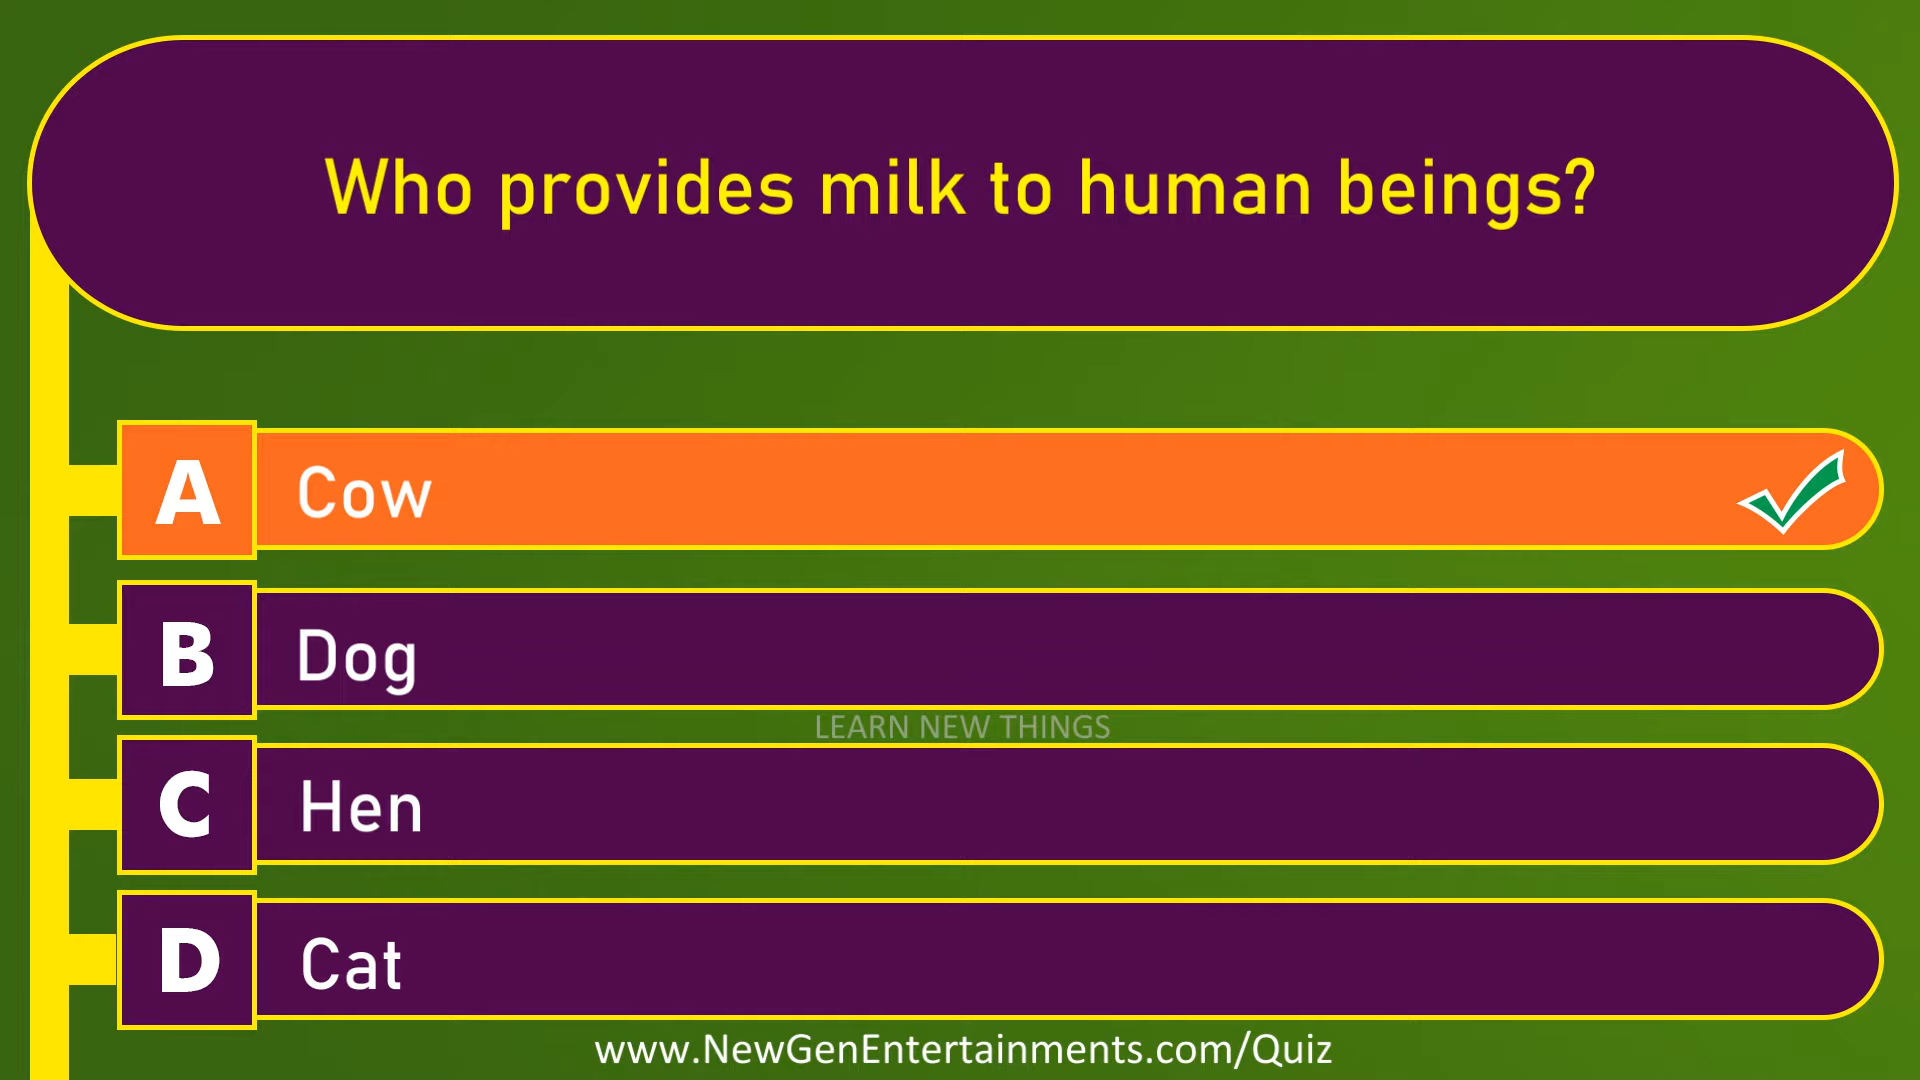 Who provides milk to human beings?
A Cow
B Dog
LEARN NEW THINGS
C Hen
D Cat
www.NewGenEntertainments.com/Quiz